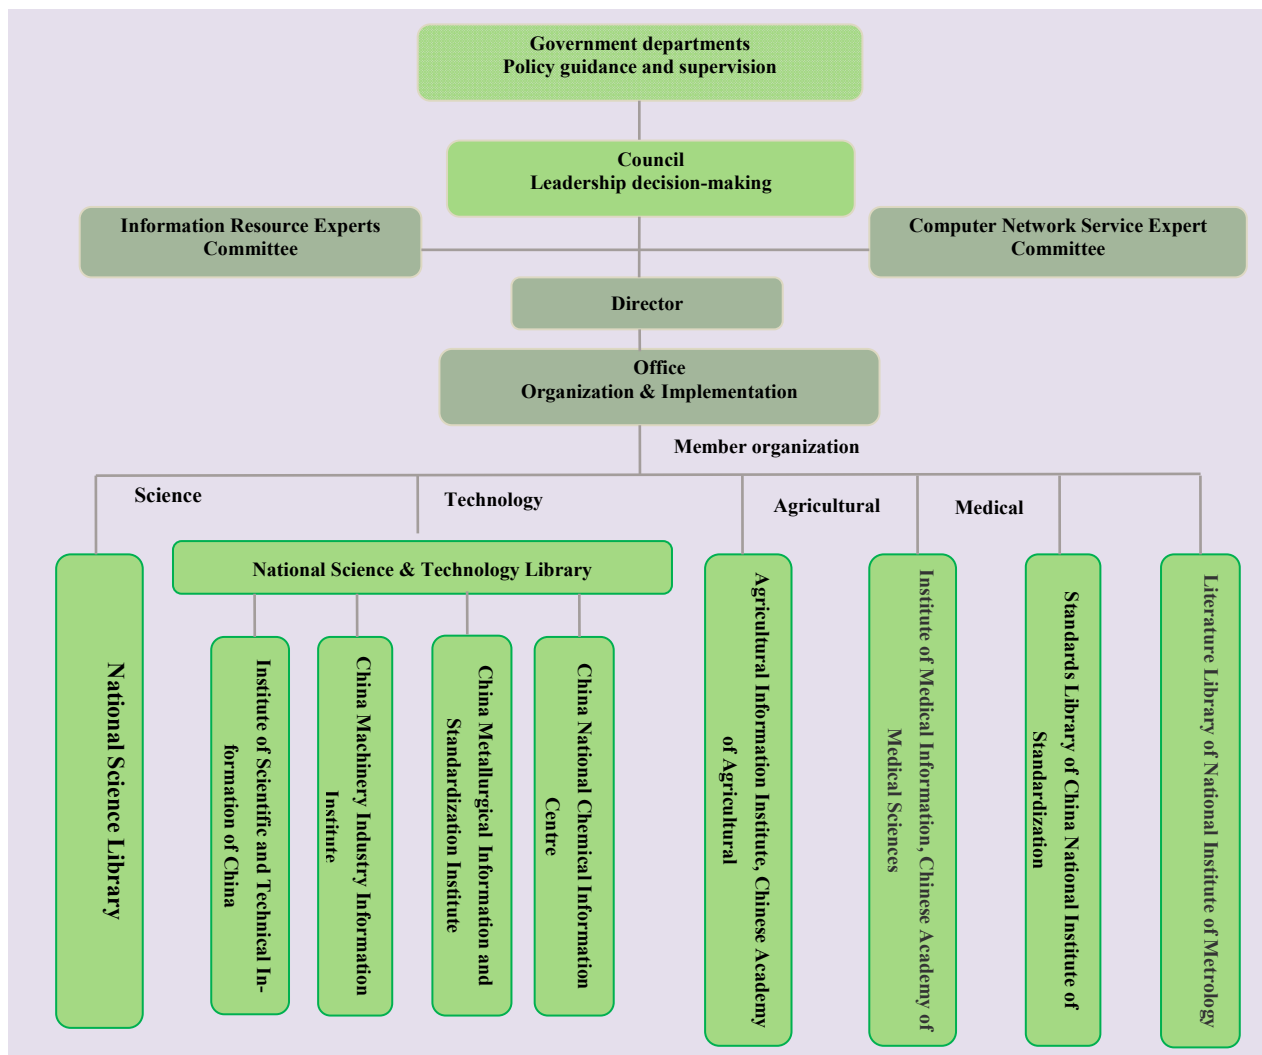 Government departments
Policy guidance and supervision
Council
Leadership decision-making
Information Resource Experts
Committee
Computer Network Service Expert
Committee
Director
Office
Organization & Implementation
Member organization
Science
Technology
Agricultural
Medical
National Science & Technology Library
National Science Library
Institute of Scientific and Technical In-
formation of China
China Machinery Industry Information
Institute
China Metallurgical Information and
Standardization Institute
China National Chemical Information
Centre
Agricultural Information Institute, Chinese Academy
of Agricultural
Institute of Medical Information, Chinese Academy of
Medical Sciences
Standards Library of China National Institute of
Standardization
Literature Library of National Institute of Metrology